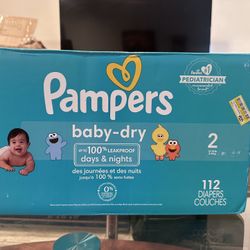 Pampers
PEDIATRICIAN
baby-dry
up to 100% LEAKPROOF
days & nights
des journées et des nuits
jusqu'à 100 % sans fuites
0%
2
112
DIAPERS
COUCHES